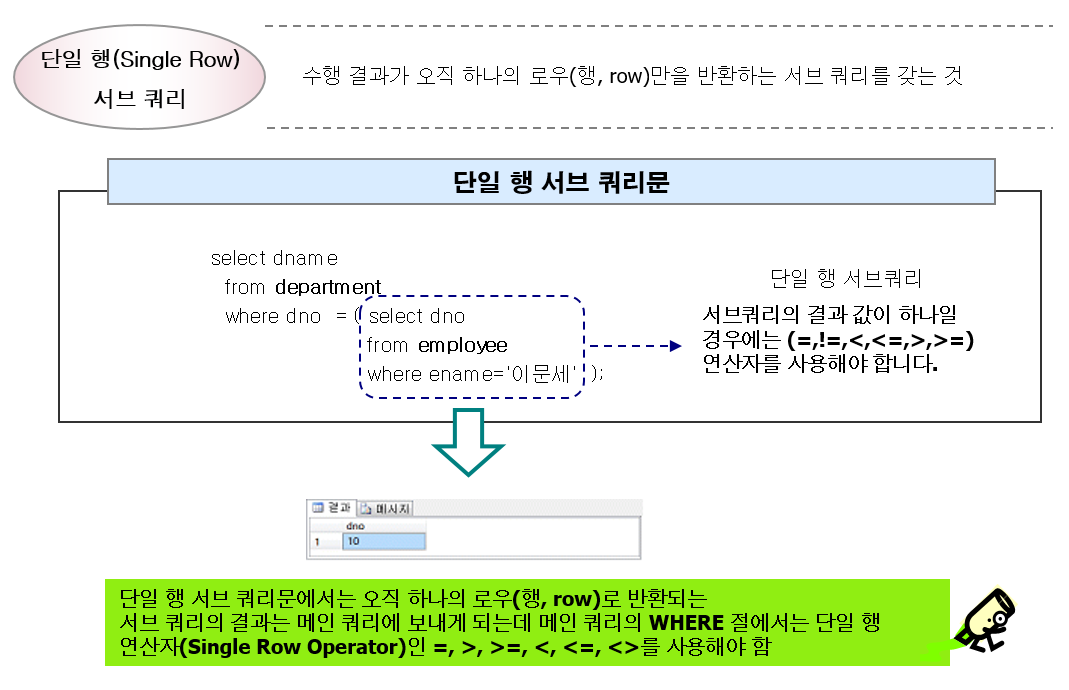 단일 행(Single Row)
서브 쿼리
수행 결과가 오직 하나의 로우(행, row)만을 반환하는 서브 쿼리를 갖는 것
단일 행 서브 쿼리문
select dname
from department
where dno = ( select dno
from employee
where ename='이문세' );
단일 행 서브쿼리
서브쿼리의 결과 값이 하나일
경우에는 (=,!=,<,<=,>,>=)
연산자를 사용해야 합니다.
결과 메시지
dno
1 10
단일 행 서브 쿼리문에서는 오직 하나의 로우(행, row)로 반환되는
서브 쿼리의 결과는 메인 쿼리에 보내게 되는데 메인 쿼리의 WHERE 절에서는 단일 행
연산자(Single Row Operator)인 =, >, >=, <, <=, <>를 사용해야 함